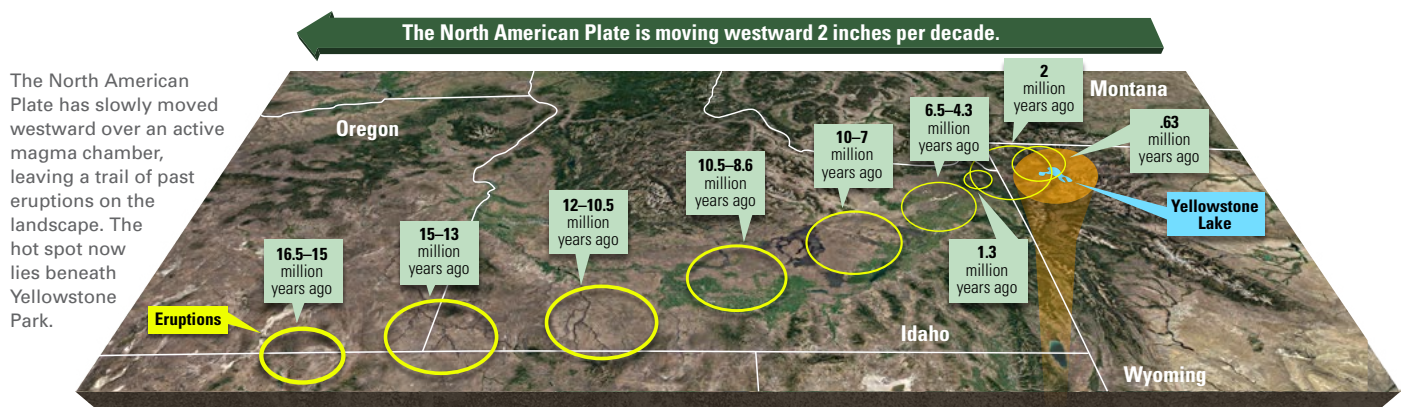 The North American Plate is moving westward 2 inches per decade.
The North American
Plate has slowly moved
westward over an active
magma chamber,
leaving a trail of past
eruptions on the
landscape. The
hot spot now
lies beneath
Yellowstone
Park.
Eruptions
16.5–15
million
years ago
15–13
million
years ago
12–10.5
million
years ago
10.5–8.6
million
years ago
10–7
million
years ago
6.5–4.3
million
years ago
2
million
years ago
1.3
million
years ago
.63
million
years ago
Yellowstone
Lake
Oregon
Montana
Idaho
Wyoming